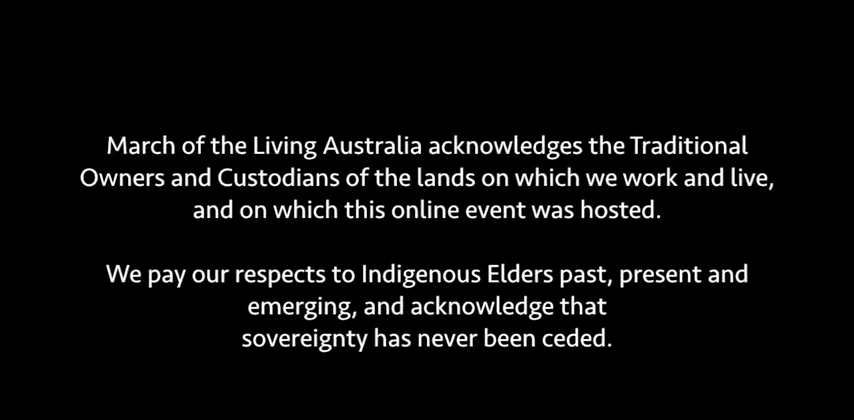 March of the Living Australia acknowledges the Traditional
Owners and Custodians of the lands on which we work and live,
and on which this online event was hosted.
We pay our respects to Indigenous Elders past, present and
emerging, and acknowledge that
sovereignty has never been ceded.